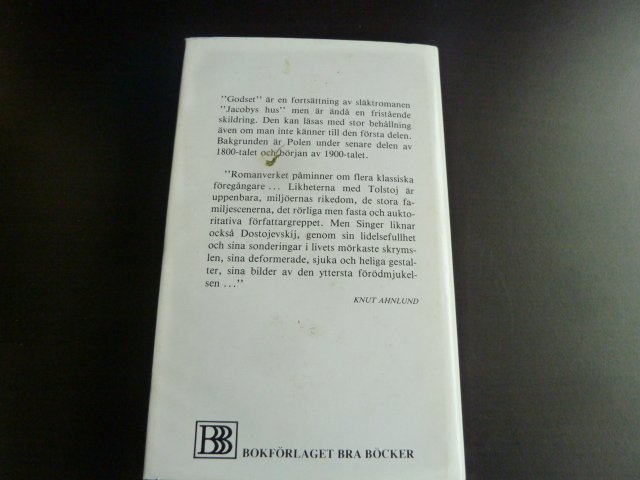 "Godset" är en fortsättning av släktromanen
"Jacobys hus" men är ändå en fristående
skildring. Den kan läsas med stor behållning
även om man inte känner till den första delen.
Bakgrunden är Polen under senare delen av
1800-talet och början av 1900-talet.
"Romanverket påminner om flera klassiska
föregångare ... Likheterna med Tolstoj är
uppenbara, miljöernas rikedom, de stora fa-
miljescenerna, det rörliga men fasta och aukto-
ritativa författargreppet. Men Singer liknar
också Dostojevskij, genom sin lidelsefullhet
och sina sonderingar i livets mörkaste skryms-
len, sina deformerade, sjuka och heliga gestal-
ter, sina bilder av den yttersta förödmjukel-
sen ..."
KNUT AHNLUND
BBB BOKFÖRLAGET BRA BÖCKER